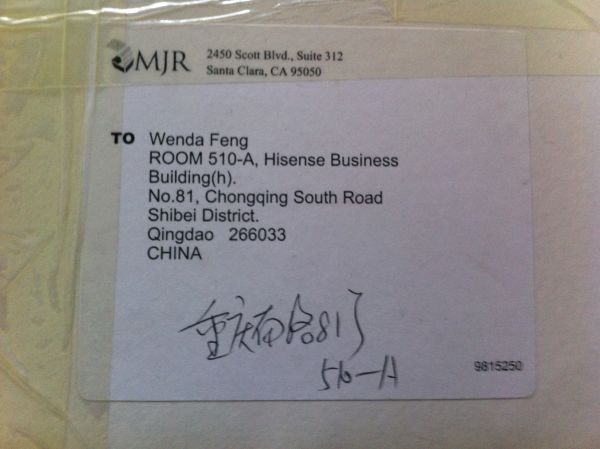 MJR
2450 Scott Blvd., Suite 312
Santa Clara, CA 95050
TO Wenda Feng
ROOM 510-A, Hisense Business
Building(h).
No.81, Chongqing South Road
Shibei District.
Qingdao 266033
CHINA
重庆南路81号
510-A
9815250